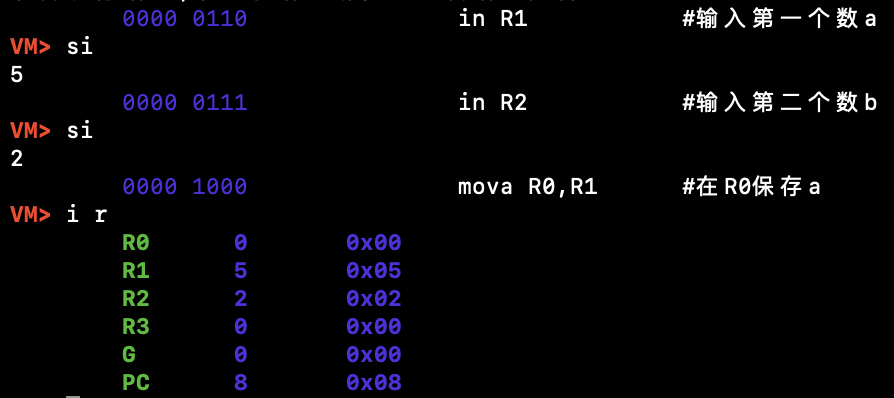 0000 0110 in R1 #输入第一个数a
VM> si
5
0000 0111 in R2 #输入第二个数b
VM> si
2
0000 1000 mova R0,R1 #在R0保存a
VM> i r
R0 0 0x00
R1 5 0x05
R2 2 0x02
R3 0 0x00
G 0 0x00
PC 8 0x08